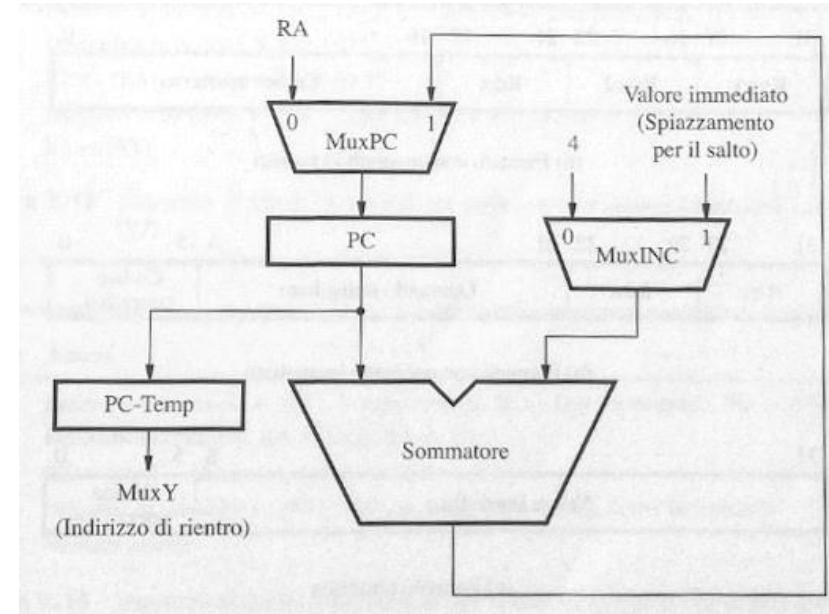 RA
Valore immediato
(Spiazzamento
per il salto)
0 1
MuxPC
4
PC
0 1
MuxINC
PC-Temp
Sommatore
MuxY
(Indirizzo di rientro)